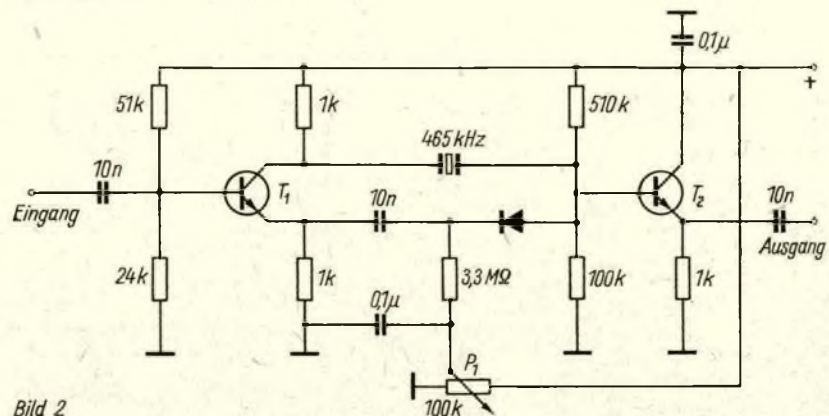 0,1µ
+
51k
1k
510k
465 kHz
10n
T1
10n
T2
10n
Eingang
Ausgang
24k
1k
3,3 MΩ
100k
1k
0,1µ
P1
100k
Bild 2